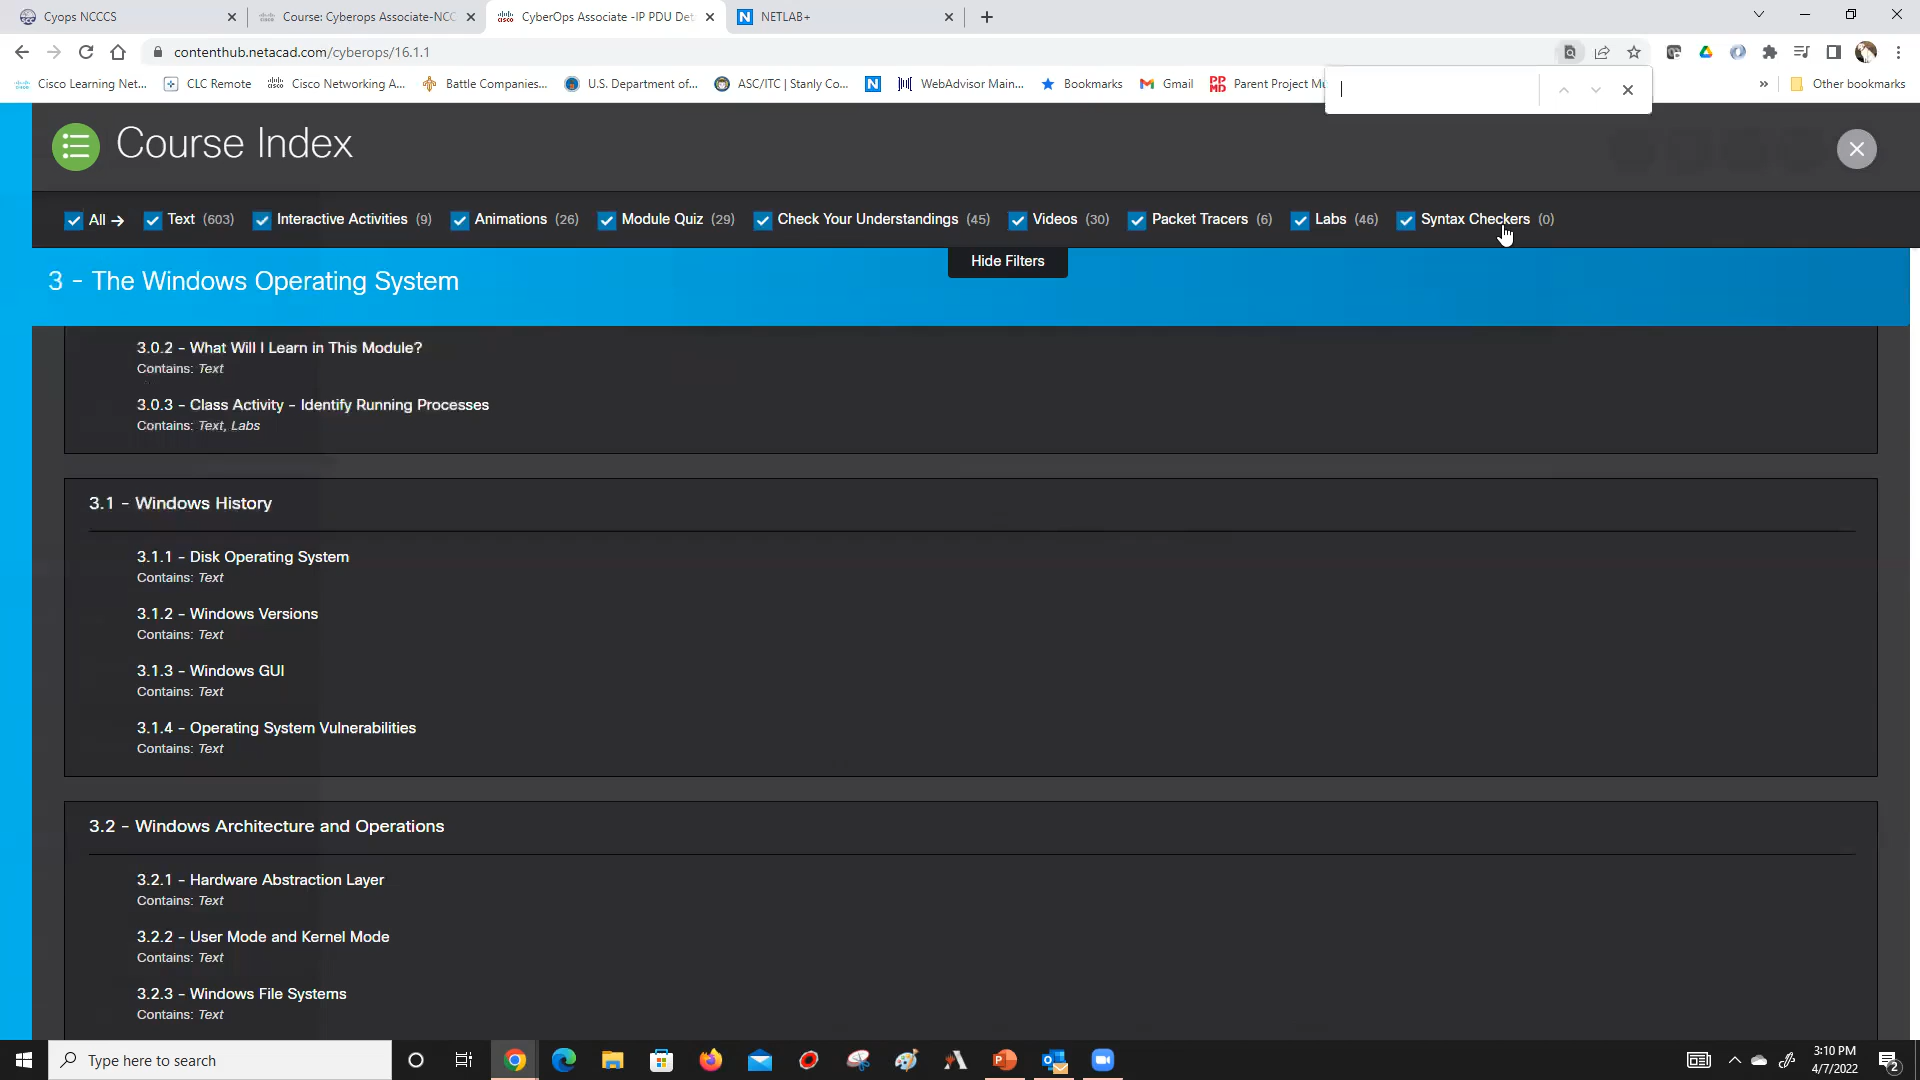 Cyops NCCCS
Course: Cyberops Associate-NCC
CyberOps Associate -IP PDU Det
NETLAB+
contenthub.netacad.com/cyberops/16.1.1
Cisco Learning Net...
CLC Remote
Cisco Networking A...
Battle Companies...
U.S. Department of...
ASC/ITC | Stanly Co...
WebAdvisor Main...
Bookmarks
Gmail
Parent Project Mu
»
Other bookmarks
Course Index
All →
Text (603)
Interactive Activities (9)
Animations (26)
Module Quiz (29)
Check Your Understandings (45)
Videos (30)
Packet Tracers (6)
Labs (46)
Syntax Checkers (0)
Hide Filters
3 - The Windows Operating System
3.0.2 - What Will I Learn in This Module?
Contains: Text
3.0.3 - Class Activity - Identify Running Processes
Contains: Text, Labs
3.1 - Windows History
3.1.1 - Disk Operating System
Contains: Text
3.1.2 - Windows Versions
Contains: Text
3.1.3 - Windows GUI
Contains: Text
3.1.4 - Operating System Vulnerabilities
Contains: Text
3.2 - Windows Architecture and Operations
3.2.1 - Hardware Abstraction Layer
Contains: Text
3.2.2 - User Mode and Kernel Mode
Contains: Text
3.2.3 - Windows File Systems
Contains: Text
Type here to search
3:10 PM
4/7/2022
2